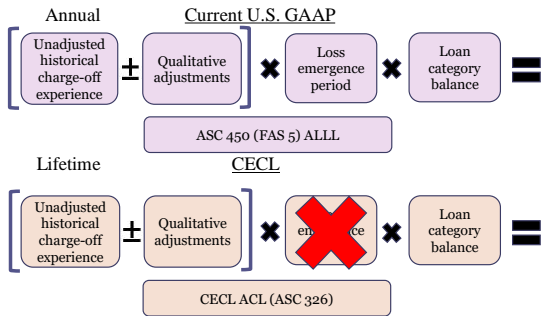 Annual
Current U.S. GAAP
Unadjusted
historical
charge-off
experience
±
Qualitative
adjustments
Loss
emergence
period
Loan
category
balance
ASC 450 (FAS 5) ALLL
Lifetime
CECL
Unadjusted
historical
charge-off
experience
±
Qualitative
adjustments
Loan
category
balance
CECL ACL (ASC 326)